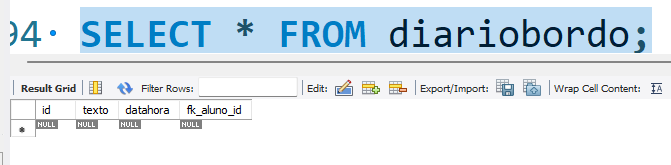 94 SELECT * FROM diariobordo;
Result Grid Filter Rows: Edit: Export/Import: Wrap Cell Content: IA
id texto datahora fk_aluno_id
* NULL NULL NULL NULL